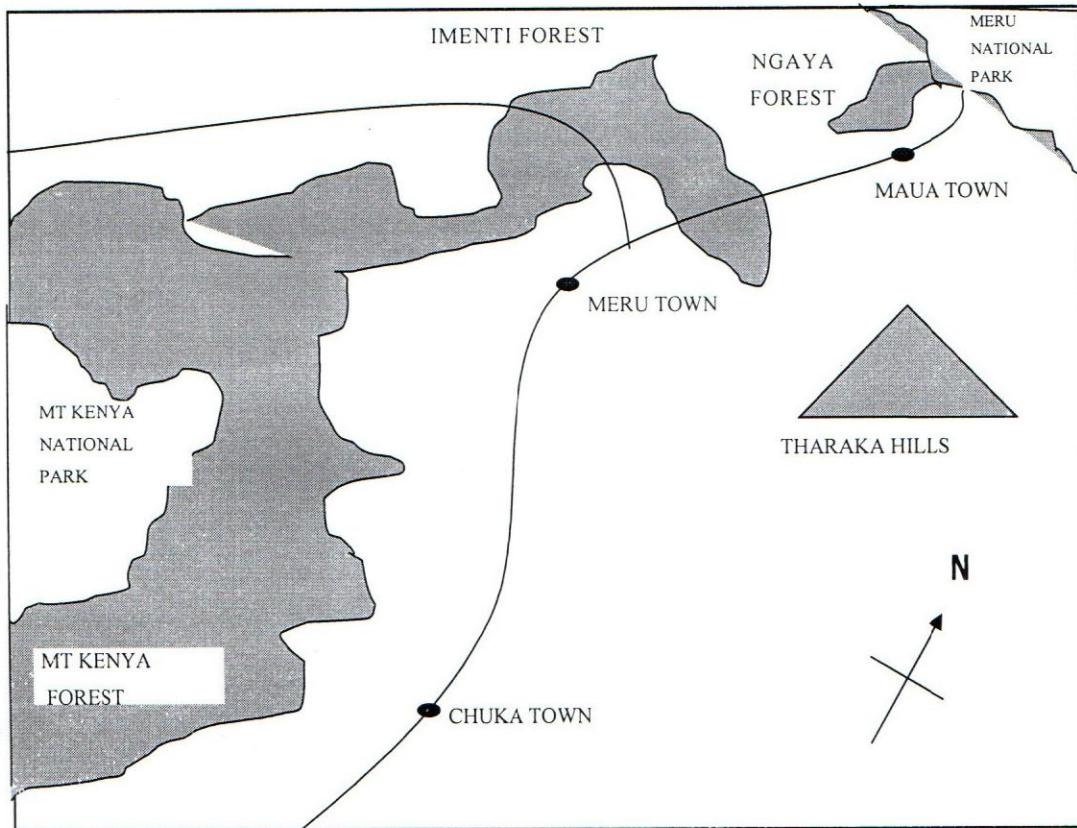 IMENTI FOREST
MERU
NATIONAL
PARK
NGAYA
FOREST
MAUA TOWN
MERU TOWN
MT KENYA
NATIONAL
PARK
THARAKA HILLS
N
MT KENYA
FOREST
CHUKA TOWN